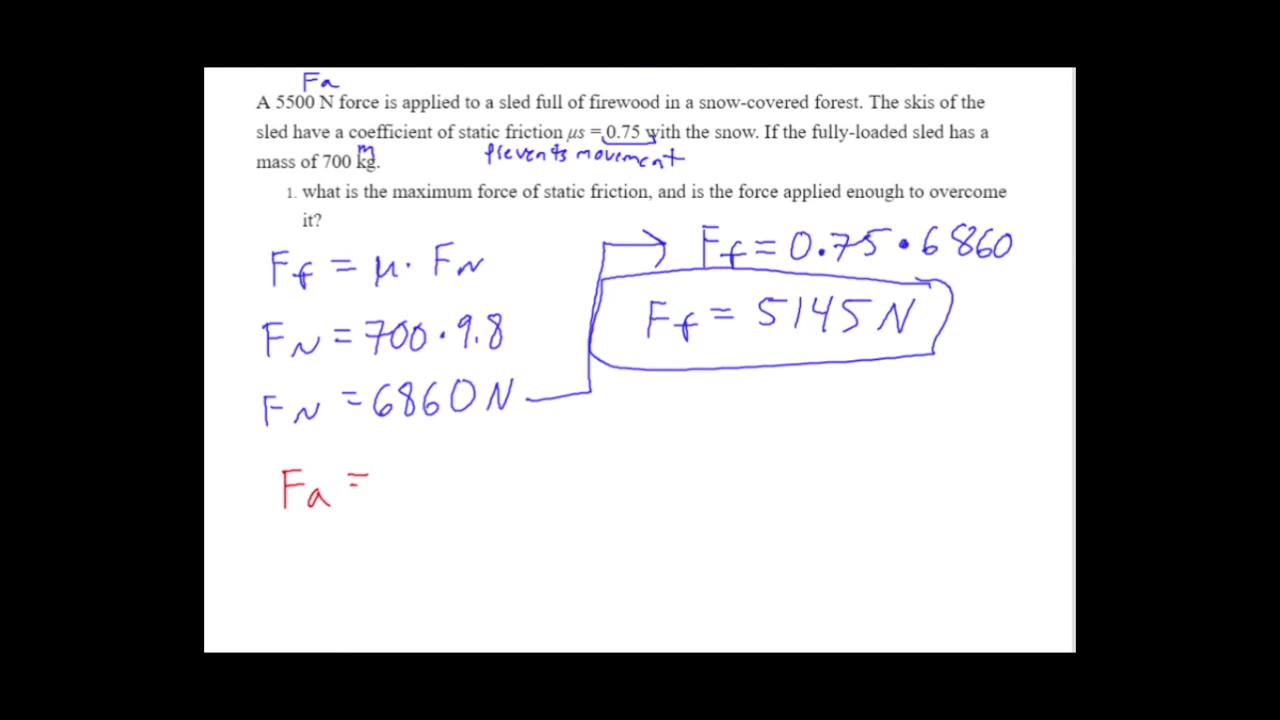 Fa
A 5500 N force is applied to a sled full of firewood in a snow-covered forest. The skis of the
sled have a coefficient of static friction μs = 0.75 with the snow. If the fully-loaded sled has a
m
mass of 700 kg.
prevents movement
1. what is the maximum force of static friction, and is the force applied enough to overcome
it?
Ff = μ · FN
FN = 700 · 9.8
FN = 6860 N
Ff = 0.75 · 6860
Ff = 5145 N
Fa =